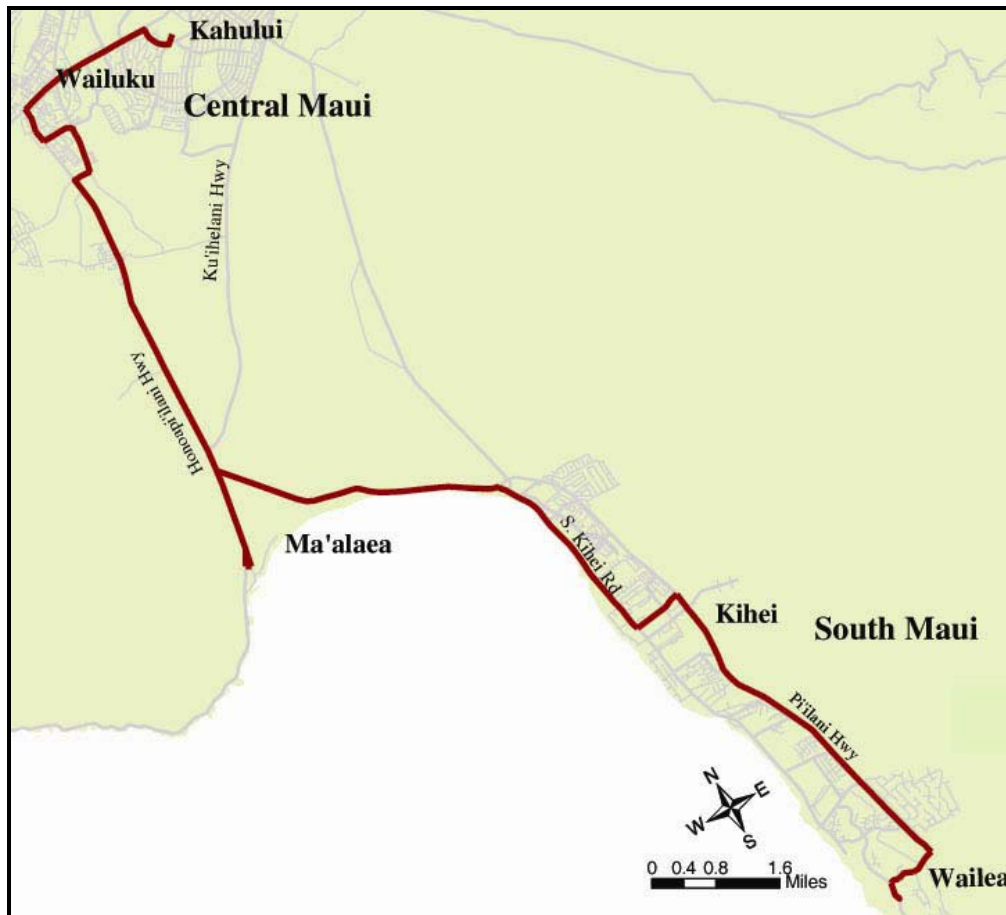 Kahului
Wailuku
Central Maui
Ku'ihelani Hwy
Honoapi'ilani Hwy
Ma'alaea
S. Kihei Rd
Kihei
South Maui
Pi'ilani Hwy
N
E
W
S
0 0.4 0.8 1.6
Miles
Wailea